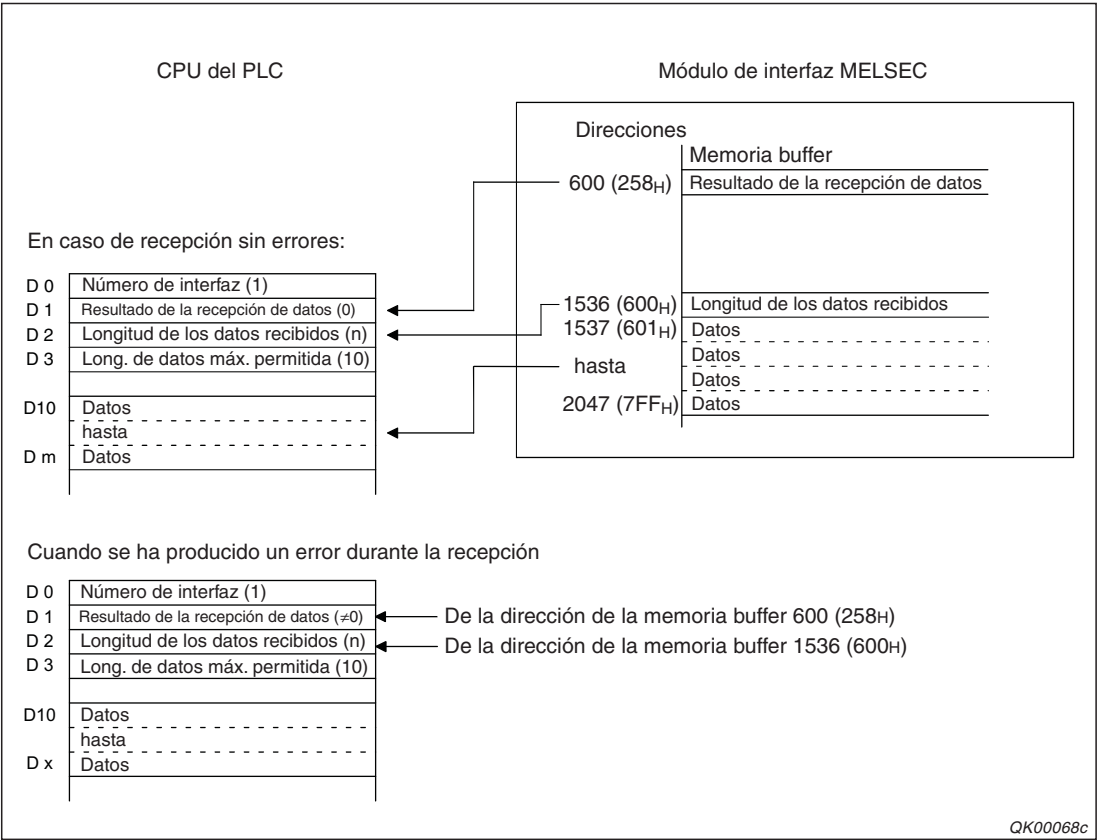 CPU del PLC
Módulo de interfaz MELSEC
Direcciones
Memoria buffer
600 (258H) Resultado de la recepción de datos
En caso de recepción sin errores:
D 0 Número de interfaz (1)
D 1 Resultado de la recepción de datos (0)
D 2 Longitud de los datos recibidos (n)
D 3 Long. de datos máx. permitida (10)
D10 Datos
hasta
D m Datos
1536 (600H) Longitud de los datos recibidos
1537 (601H) Datos
Datos
hasta
Datos
2047 (7FFH) Datos
Cuando se ha producido un error durante la recepción
D 0 Número de interfaz (1)
D 1 Resultado de la recepción de datos (≠0) De la dirección de la memoria buffer 600 (258H)
D 2 Longitud de los datos recibidos (n) De la dirección de la memoria buffer 1536 (600H)
D 3 Long. de datos máx. permitida (10)
D10 Datos
hasta
D x Datos
QK00068c